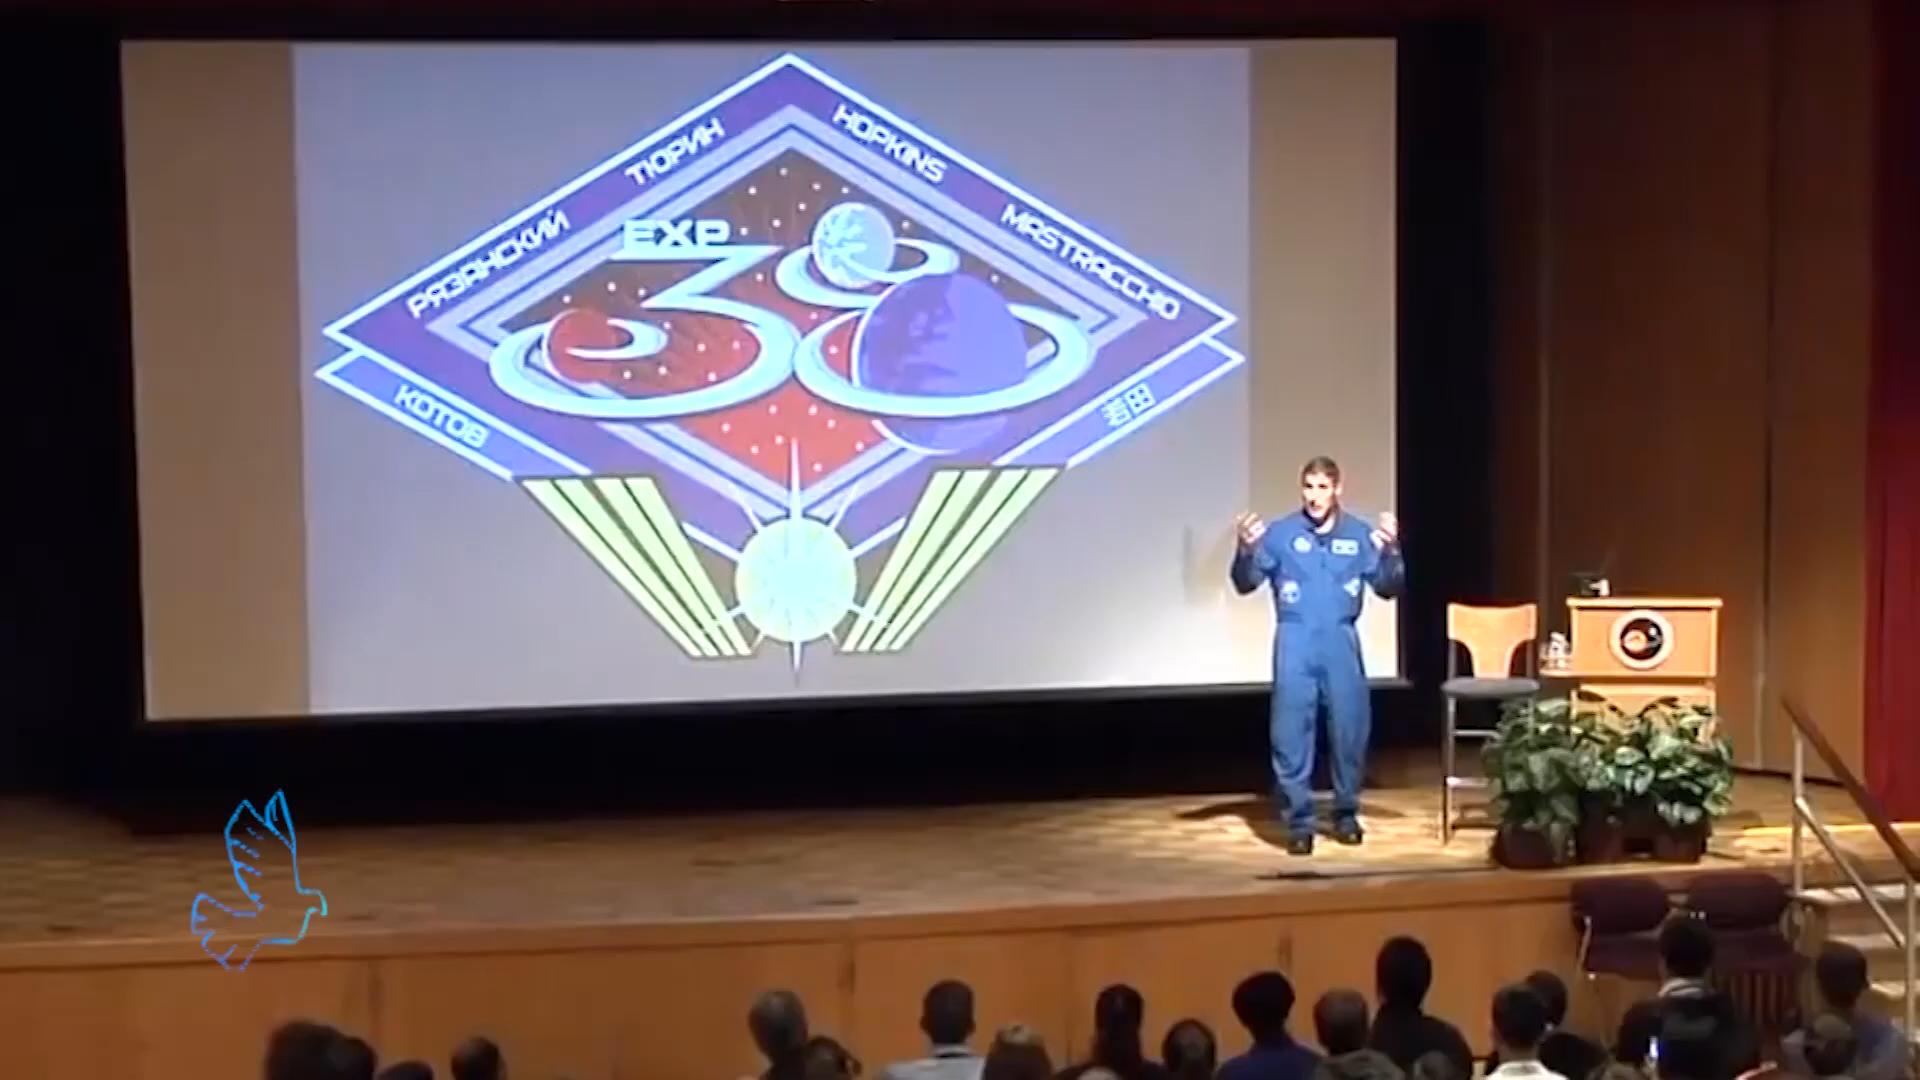 ТЮРИН
HOPKINS
РЯЗАНСКИЙ
MASTRACCHIO
EXP
38
КОТОВ
若田